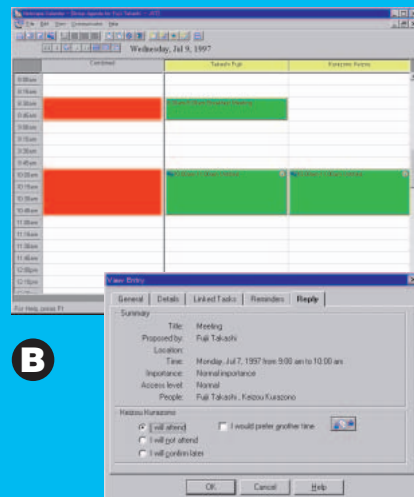 File Edit View Communicate Help
Wednesday, Jul 9, 1997
Combined
Takashi Fujii
Kurazono Keizou
8:00am
8:15am
8:30am
8:45am
9:00am
9:15am
9:30am
9:45am
10:00am
10:15am
10:30am
10:45am
11:00am
11:15am
11:30am
11:45am
12:00pm
12:15pm
For Help, press F1
View Entry
General Details Linked Tasks Reminders Reply
Summary
Title: Meeting
Proposed by: Fuji Takashi
Location:
Time: Monday, Jul 7, 1997 from 9:00 am to 10:00 am
Importance: Normal importance
Access level: Normal
People: Fuji Takashi, Keizou Kurazono
Keizou Kurazono
I will attend
I would prefer another time
I will not attend
I will confirm later
OK Cancel Help
B